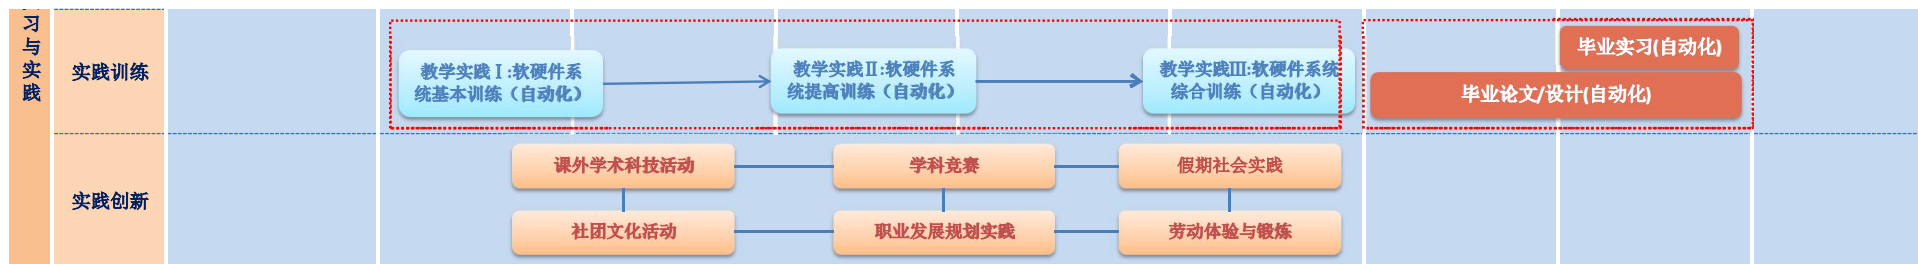 习
与
实
践
实践训练
教学实践Ⅰ:软硬件系
统基本训练（自动化）
教学实践Ⅱ:软硬件系
统提高训练（自动化）
教学实践Ⅲ:软硬件系统
综合训练（自动化）
毕业实习(自动化)
毕业论文/设计(自动化)
实践创新
课外学术科技活动
学科竞赛
假期社会实践
社团文化活动
职业发展规划实践
劳动体验与锻炼